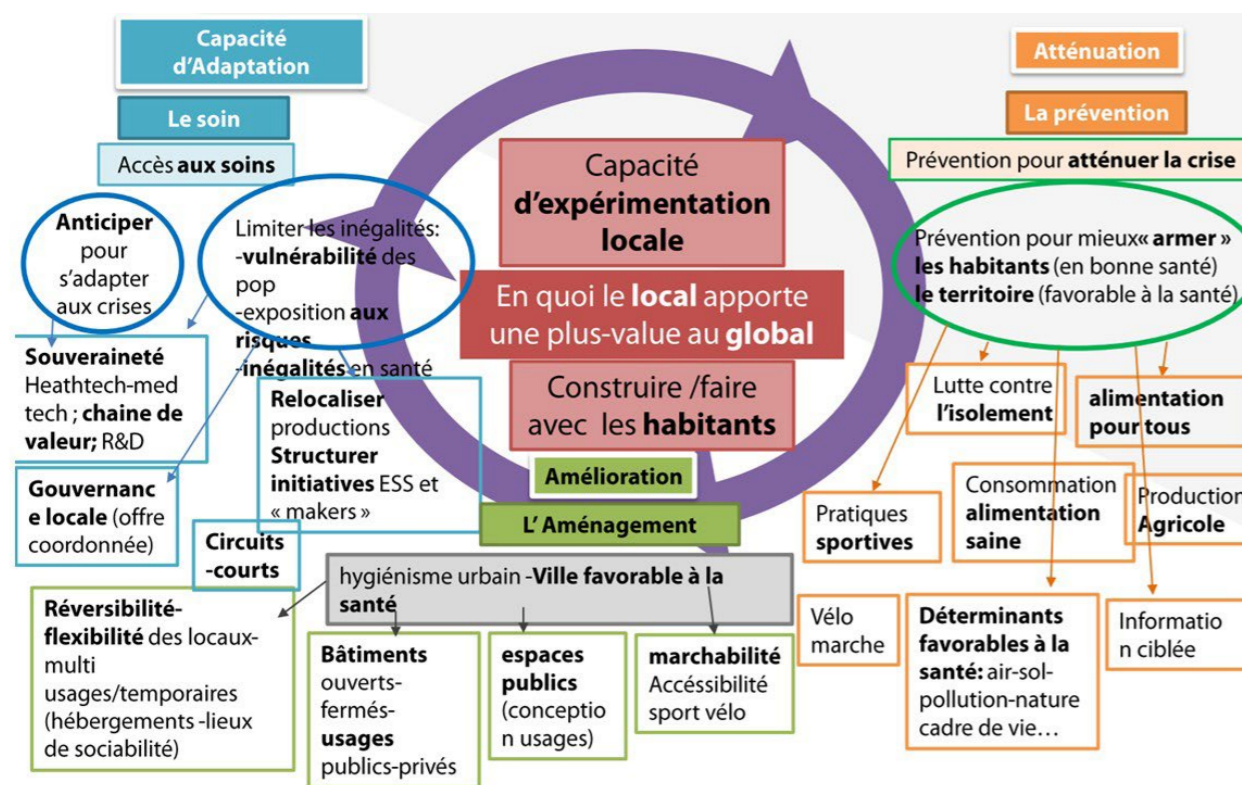 Capacité
d'Adaptation
Le soin
Accès aux soins
Anticiper
pour
s'adapter
aux crises
Limiter les inégalités:
-vulnérabilité des
pop
-exposition aux
risques
-inégalités en santé
Souveraineté
Heathtech-med
tech ; chaine de
valeur; R&D
Gouvernanc
e locale (offre
coordonnée)
Relocaliser
productions
Structurer
initiatives ESS et
« makers »
Circuits
-courts
Capacité
d'expérimentation
locale
En quoi le local apporte
une plus-value au global
Construire /faire
avec les habitants
Amélioration
L' Aménagement
hygiénisme urbain -Ville favorable à la
santé
Réversibilité-
flexibilité des locaux-
multi
usages/temporaires
(hébergements -lieux
de sociabilité)
Bâtiments
ouverts-
fermés-
usages
publics-privés
espaces
publics
(conceptio
n usages)
marchabilité
Accéssibilité
sport vélo
Atténuation
La prévention
Prévention pour atténuer la crise
Prévention pour mieux« armer »
les habitants (en bonne santé)
le territoire (favorable à la santé)
Lutte contre
l'isolement
alimentation
pour tous
Pratiques
sportives
Consommation
alimentation
saine
Production
Agricole
Vélo
marche
Déterminants
favorables à la
santé: air-sol-
pollution-nature
cadre de vie…
Informatio
n ciblée